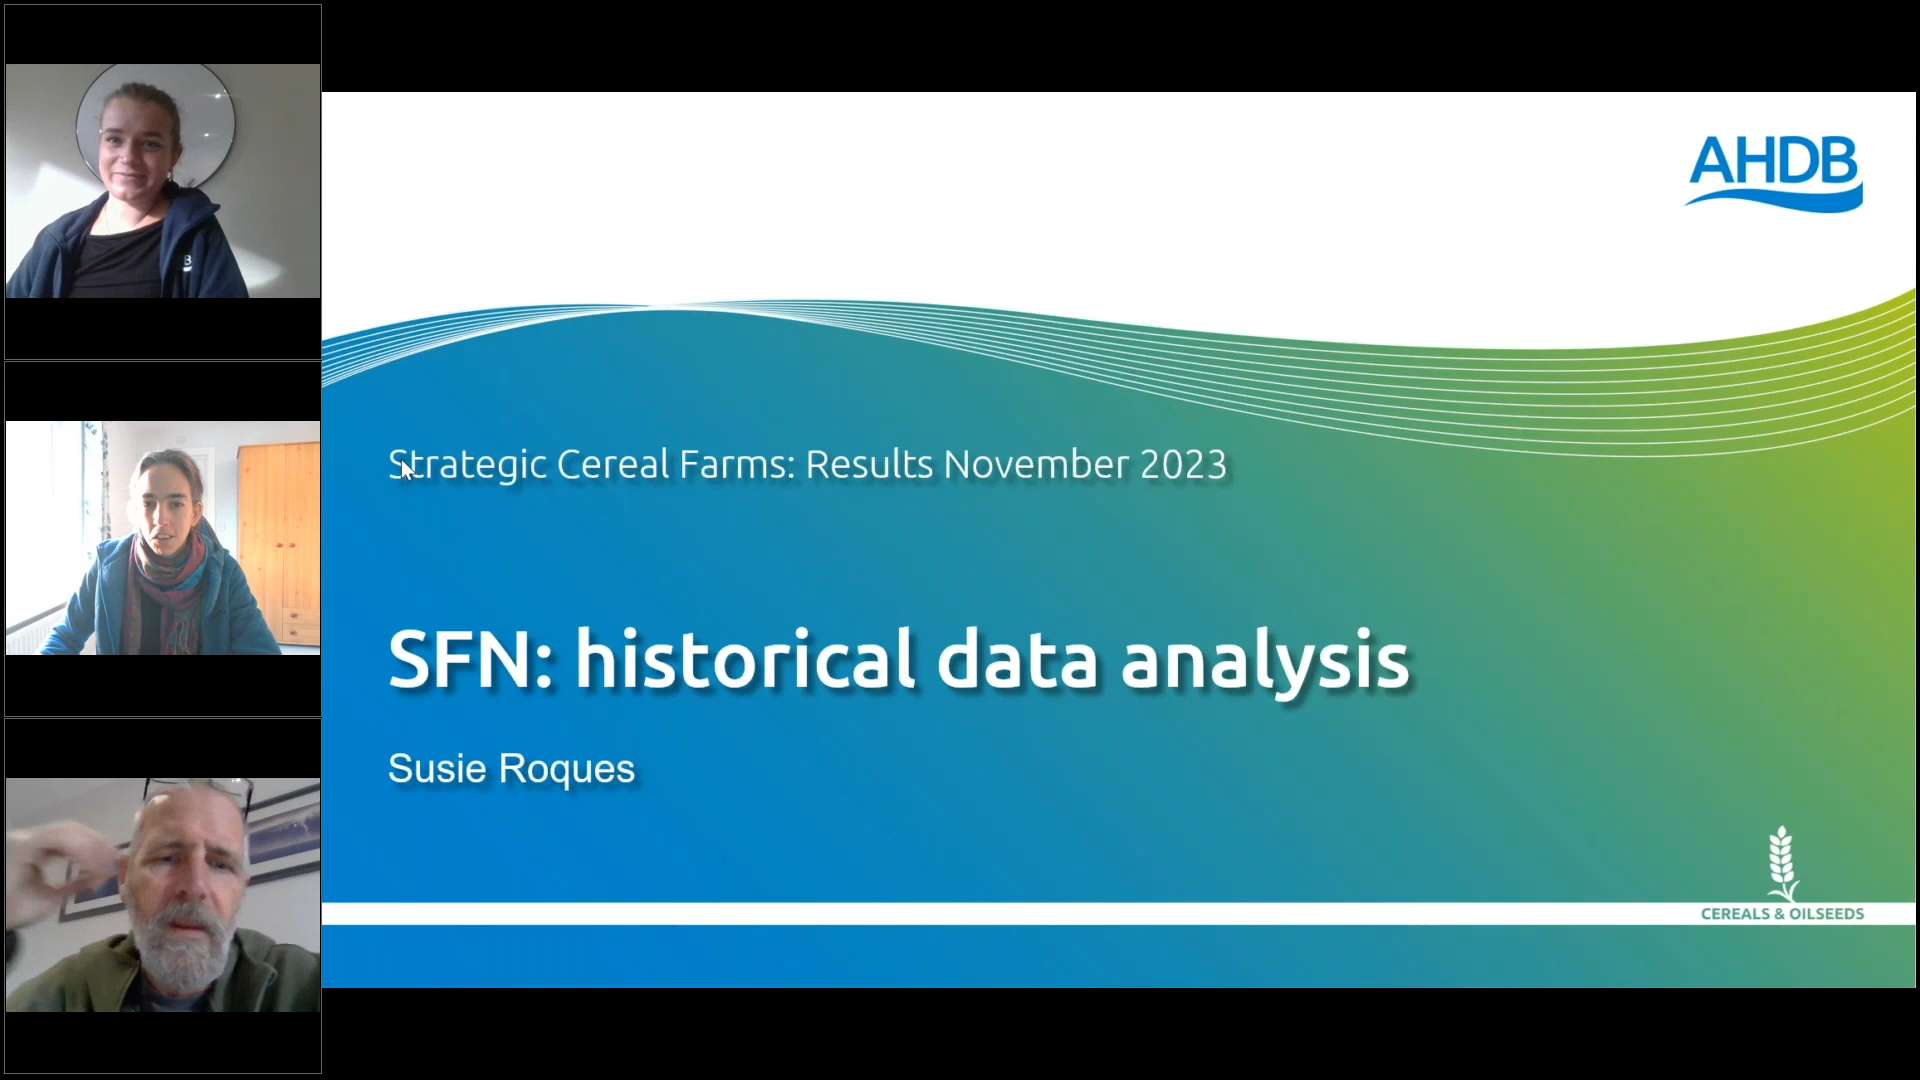 AHDB
Strategic Cereal Farms: Results November 2023
SFN: historical data analysis
Susie Roques
CEREALS & OILSEEDS